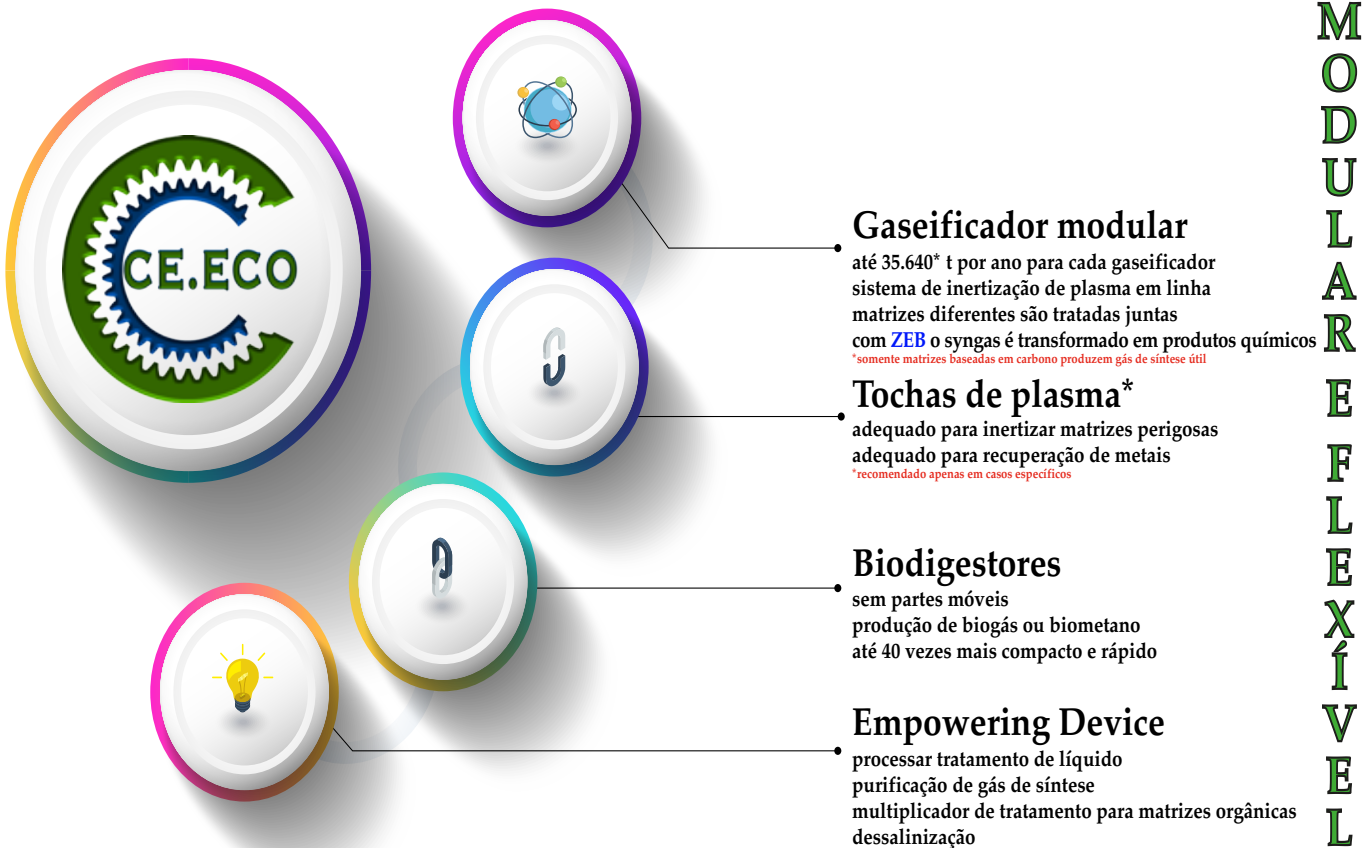 CE.ECO
Gaseificador modular
até 35.640* t por ano para cada gaseificador
sistema de inertização de plasma em linha
matrizes diferentes são tratadas juntas
com ZEB o syngas é transformado em produtos químicos
*somente matrizes baseadas em carbono produzem gás de síntese útil
Tochas de plasma*
adequado para inertizar matrizes perigosas
adequado para recuperação de metais
*recomendado apenas em casos específicos
Biodigestores
sem partes móveis
produção de biogás ou biometano
até 40 vezes mais compacto e rápido
Empowering Device
processar tratamento de líquido
purificação de gás de síntese
multiplicador de tratamento para matrizes orgânicas
dessalinização
MODULAR E FLEXÍVEL